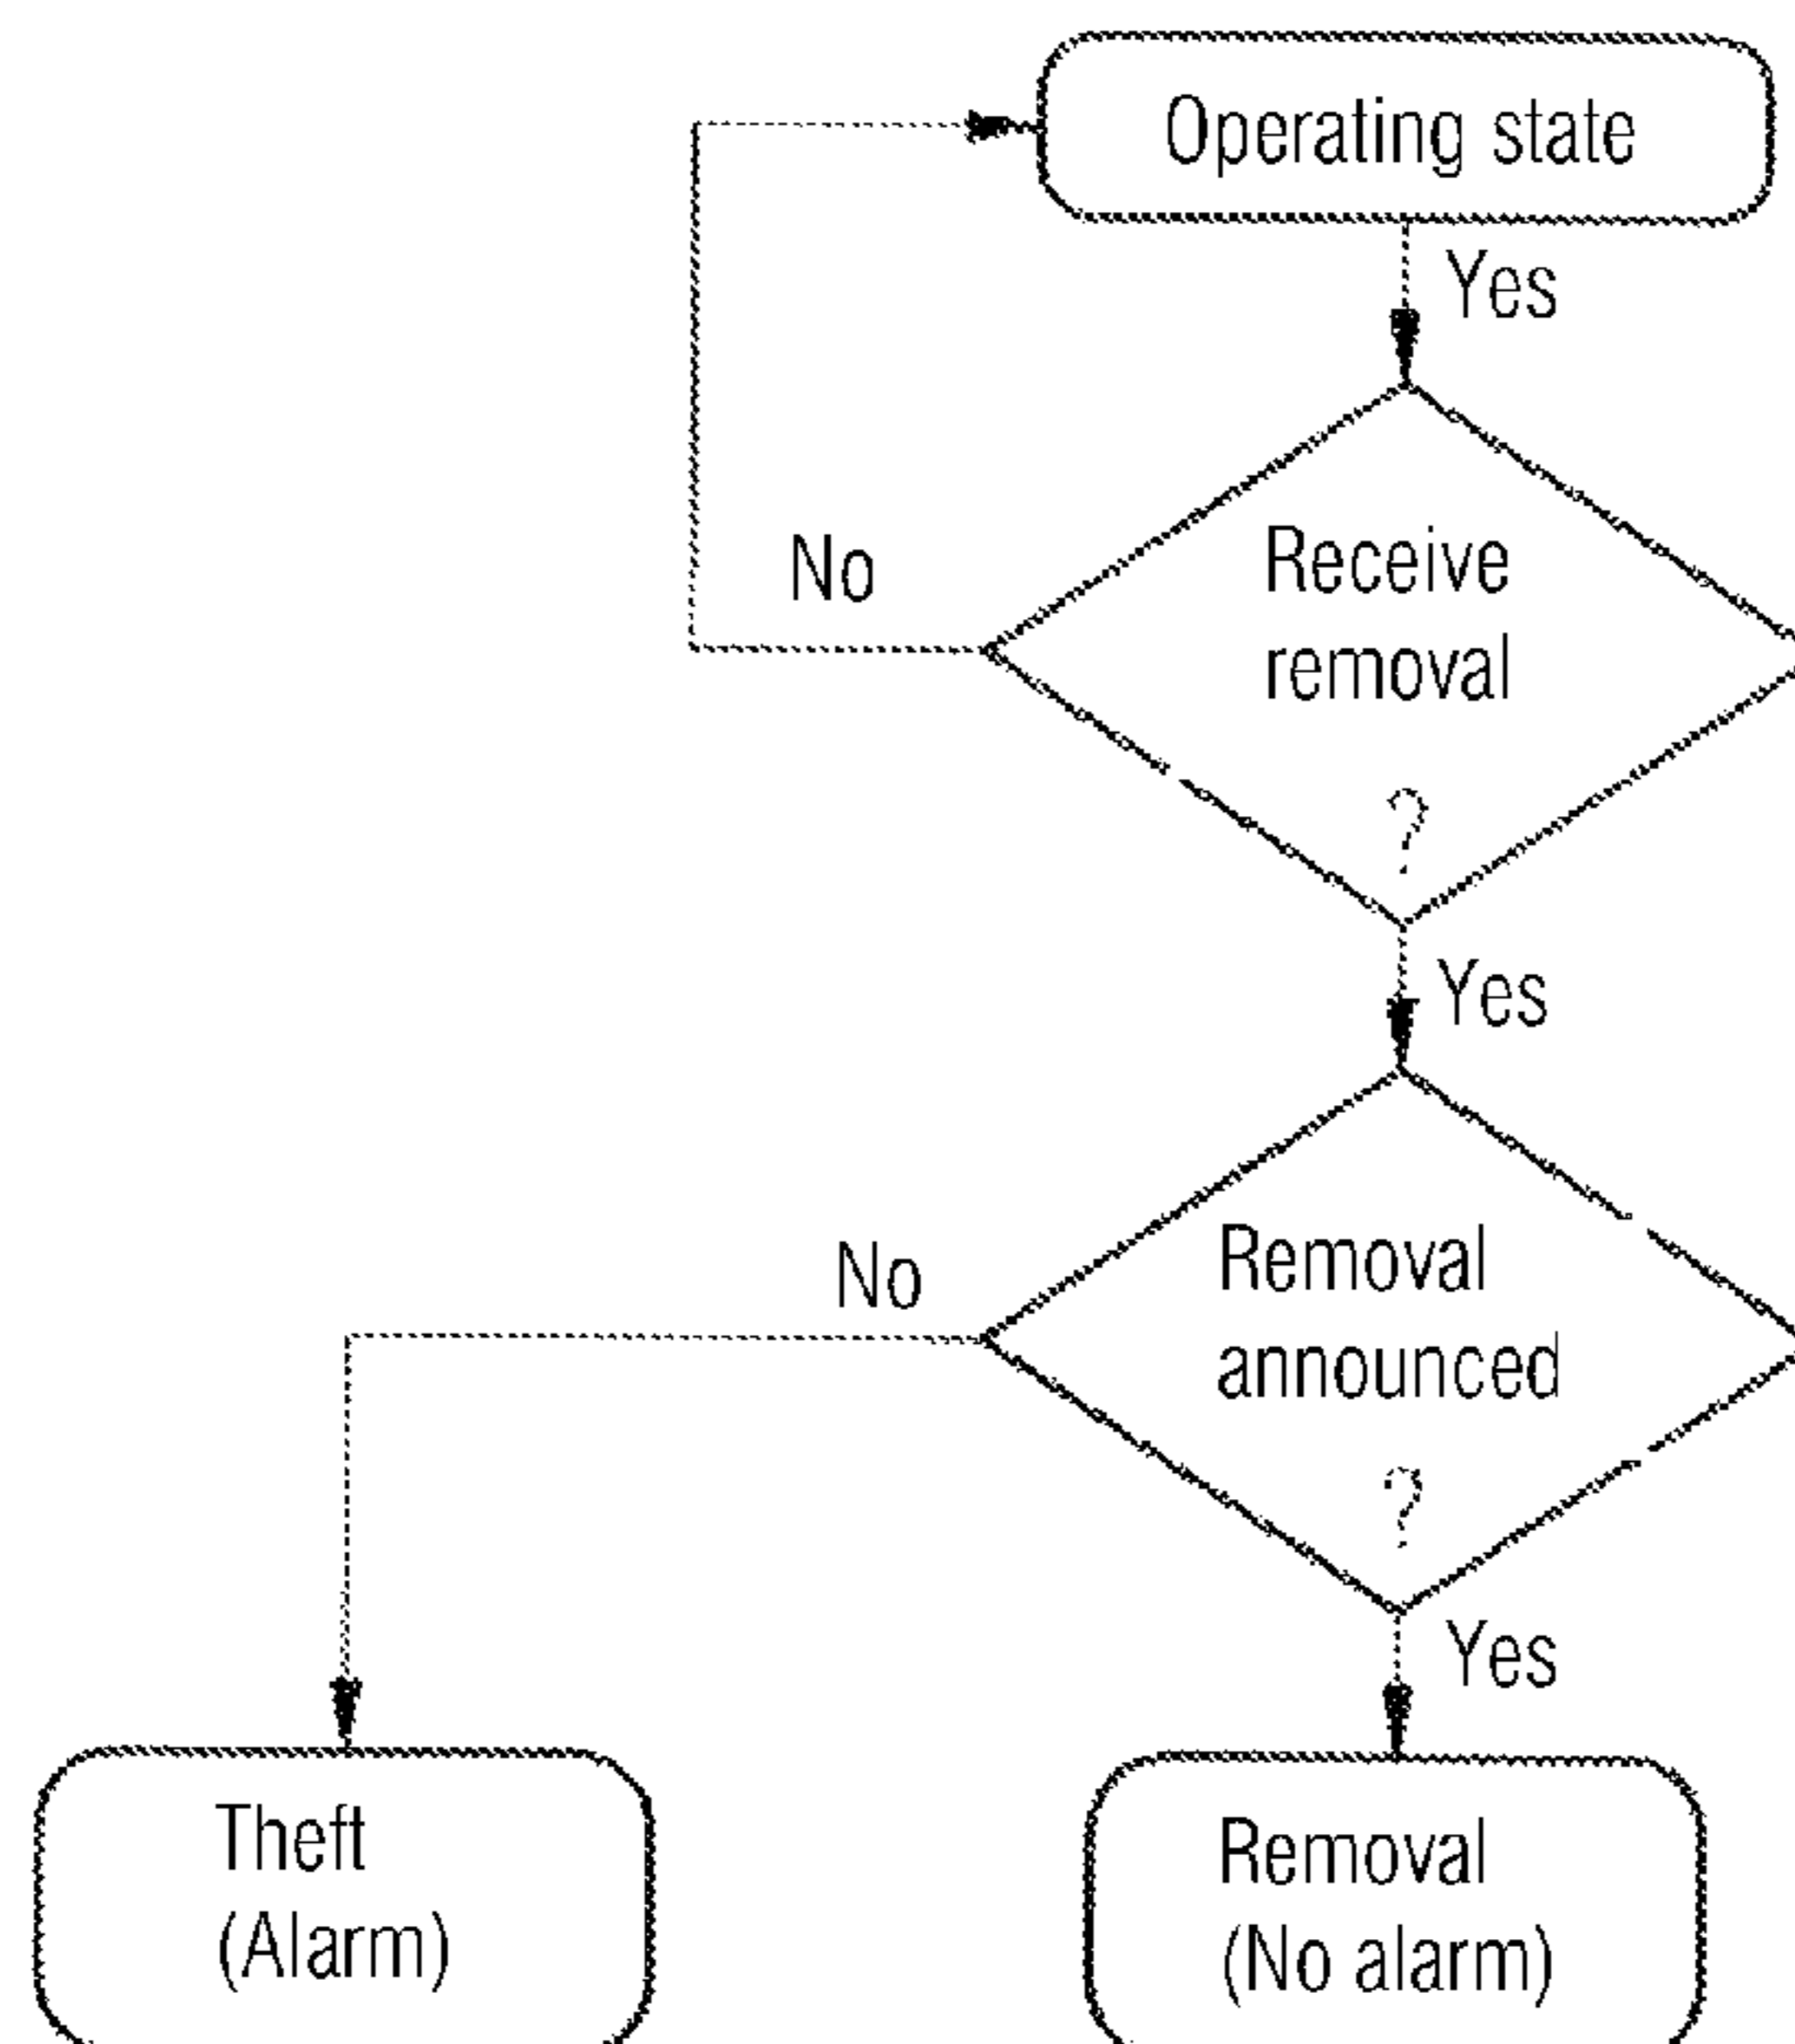 Operating state
Yes
No
Receive
removal
?
Yes
No
Removal
announced
?
Yes
Theft
(Alarm)
Removal
(No alarm)